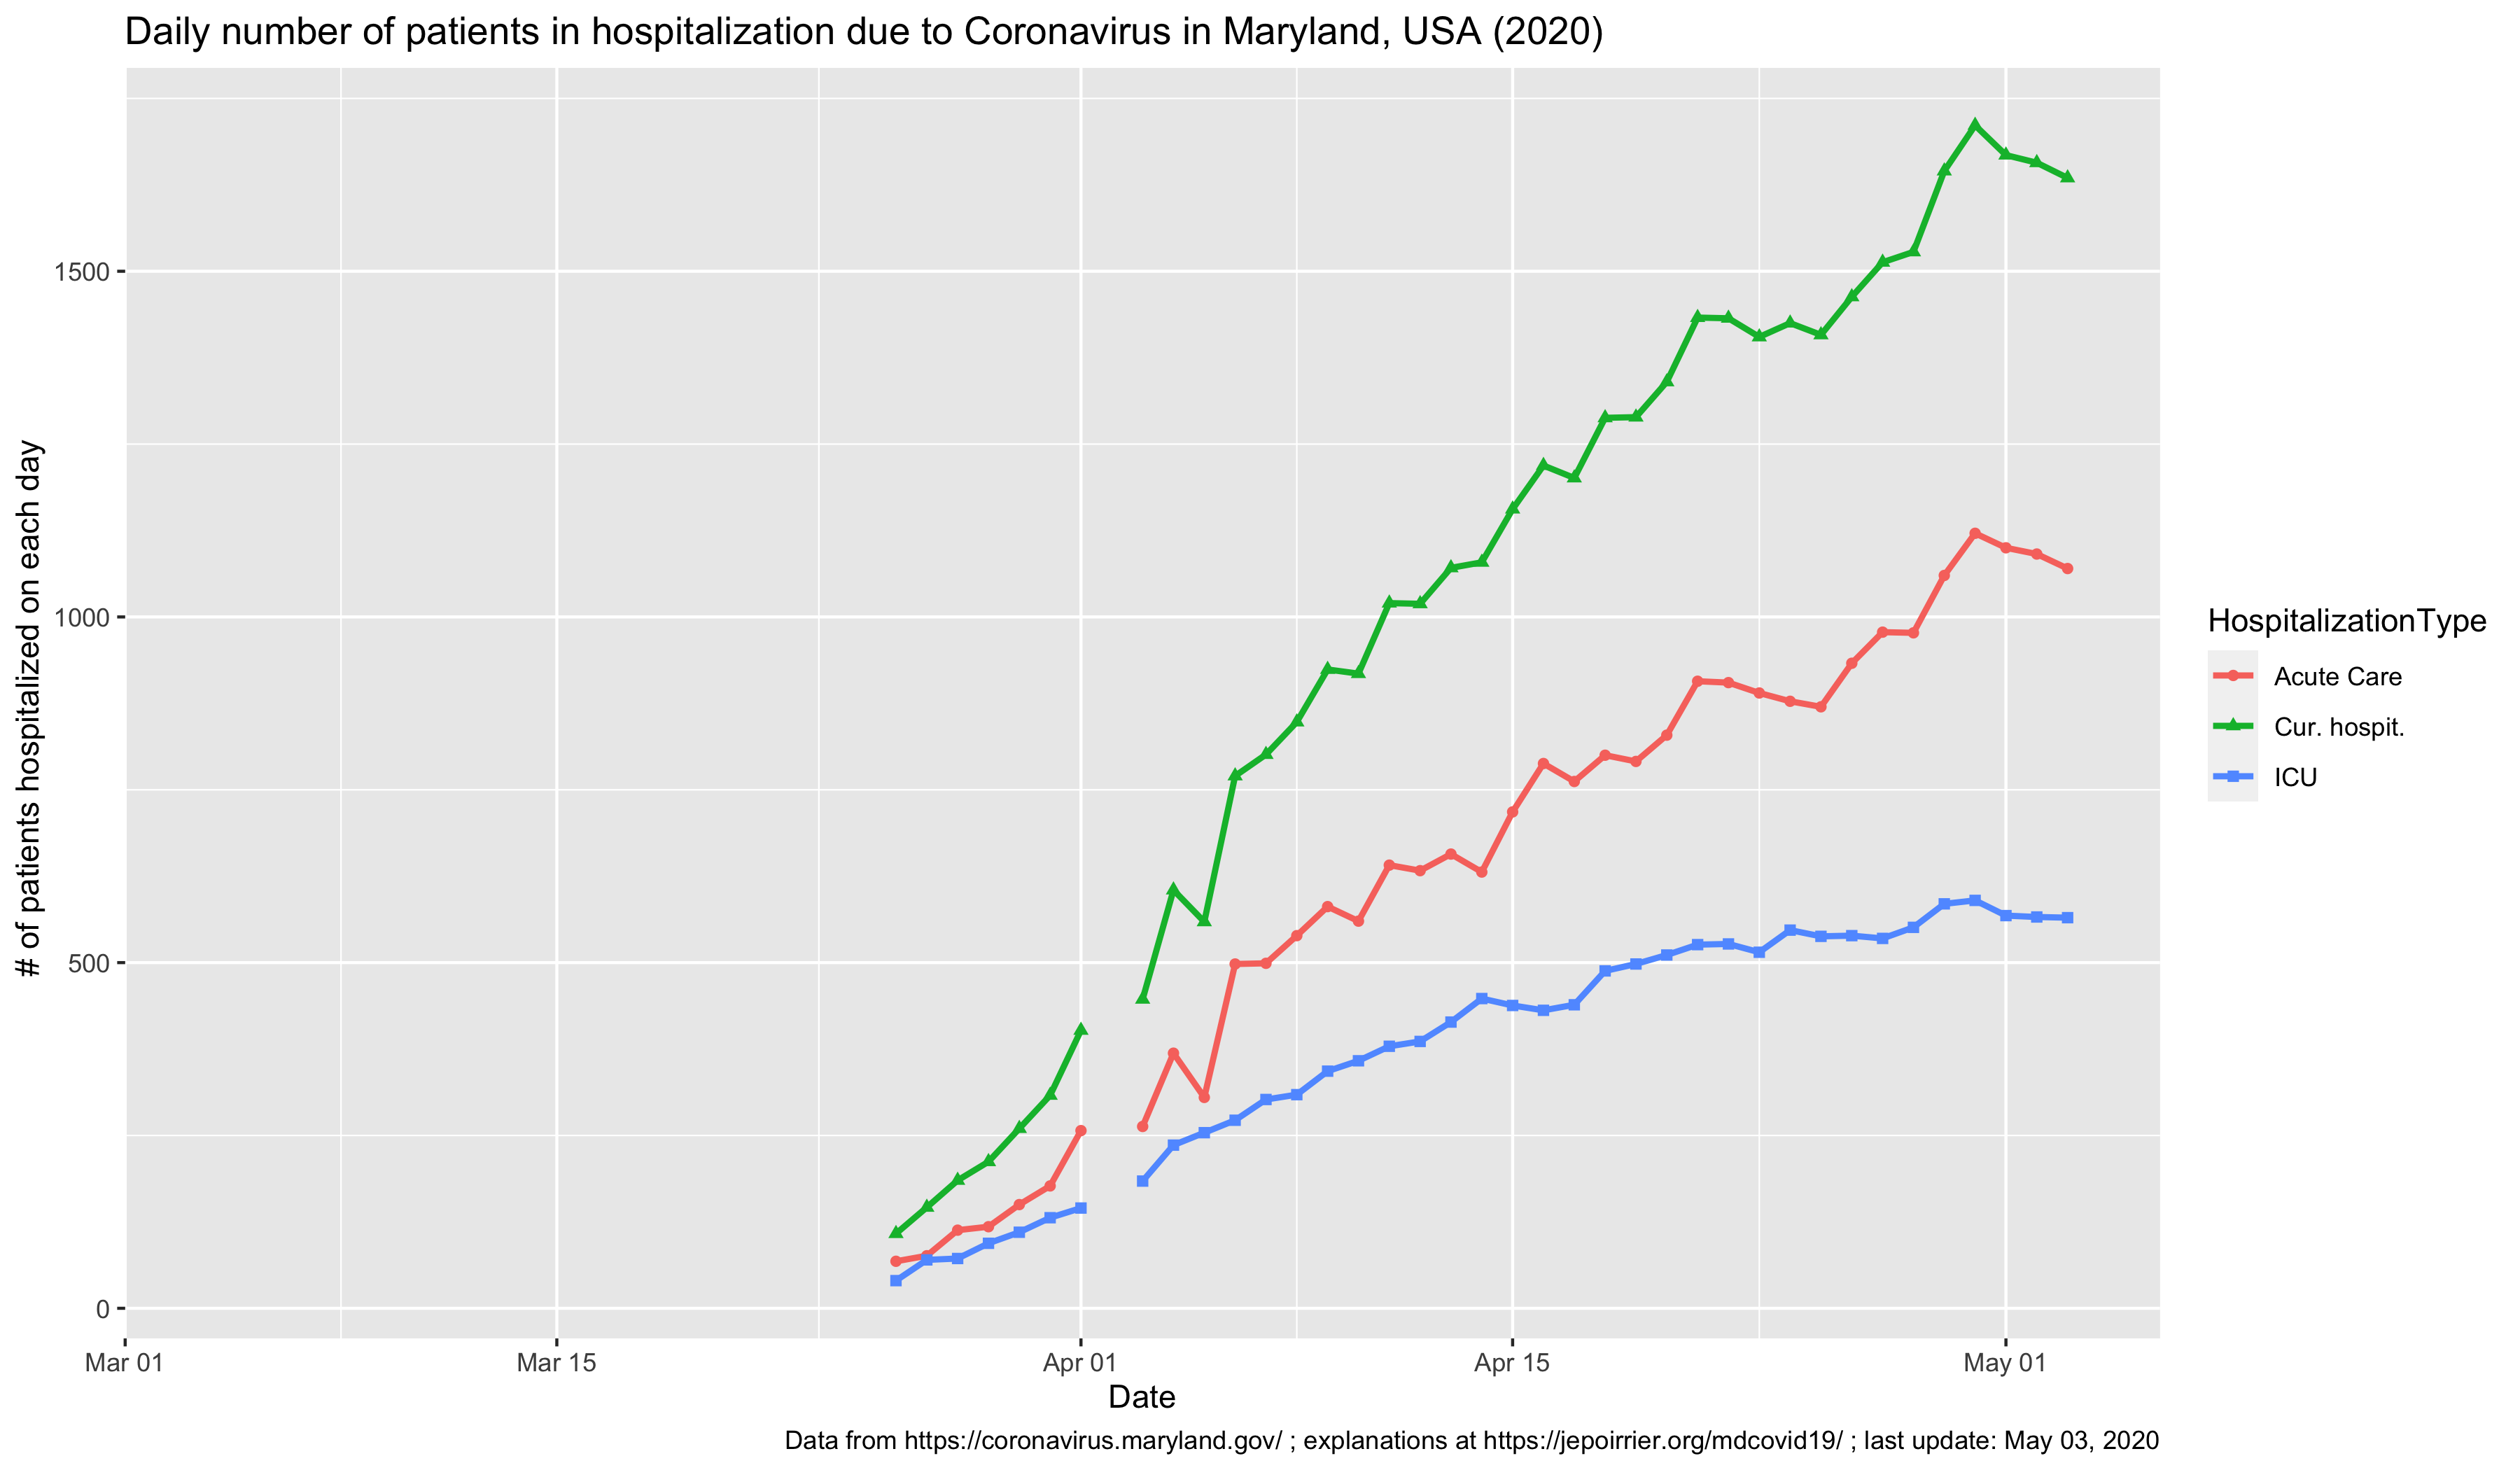 Daily number of patients in hospitalization due to Coronavirus in Maryland, USA (2020)
# of patients hospitalized on each day
1500
1000
500
0
Mar 01
Mar 15
Apr 01
Apr 15
May 01
Date
HospitalizationType
Acute Care
Cur. hospit.
ICU
Data from https://coronavirus.maryland.gov/ ; explanations at https://jepoirrier.org/mdcovid19/ ; last update: May 03, 2020